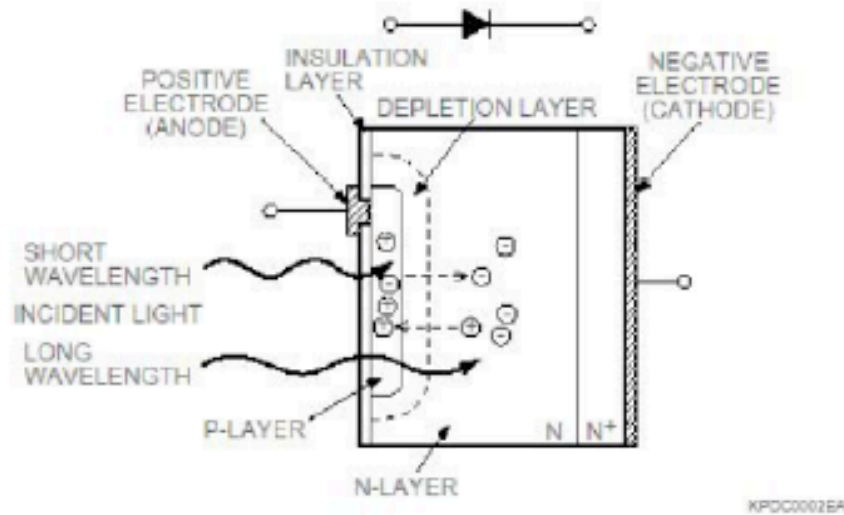 INSULATION
LAYER
POSITIVE
ELECTRODE
(ANODE)
DEPLETION LAYER
NEGATIVE
ELECTRODE
(CATHODE)
SHORT
WAVELENGTH
INCIDENT LIGHT
LONG
WAVELENGTH
P-LAYER
N-LAYER
N
N+
KPDC0002EA